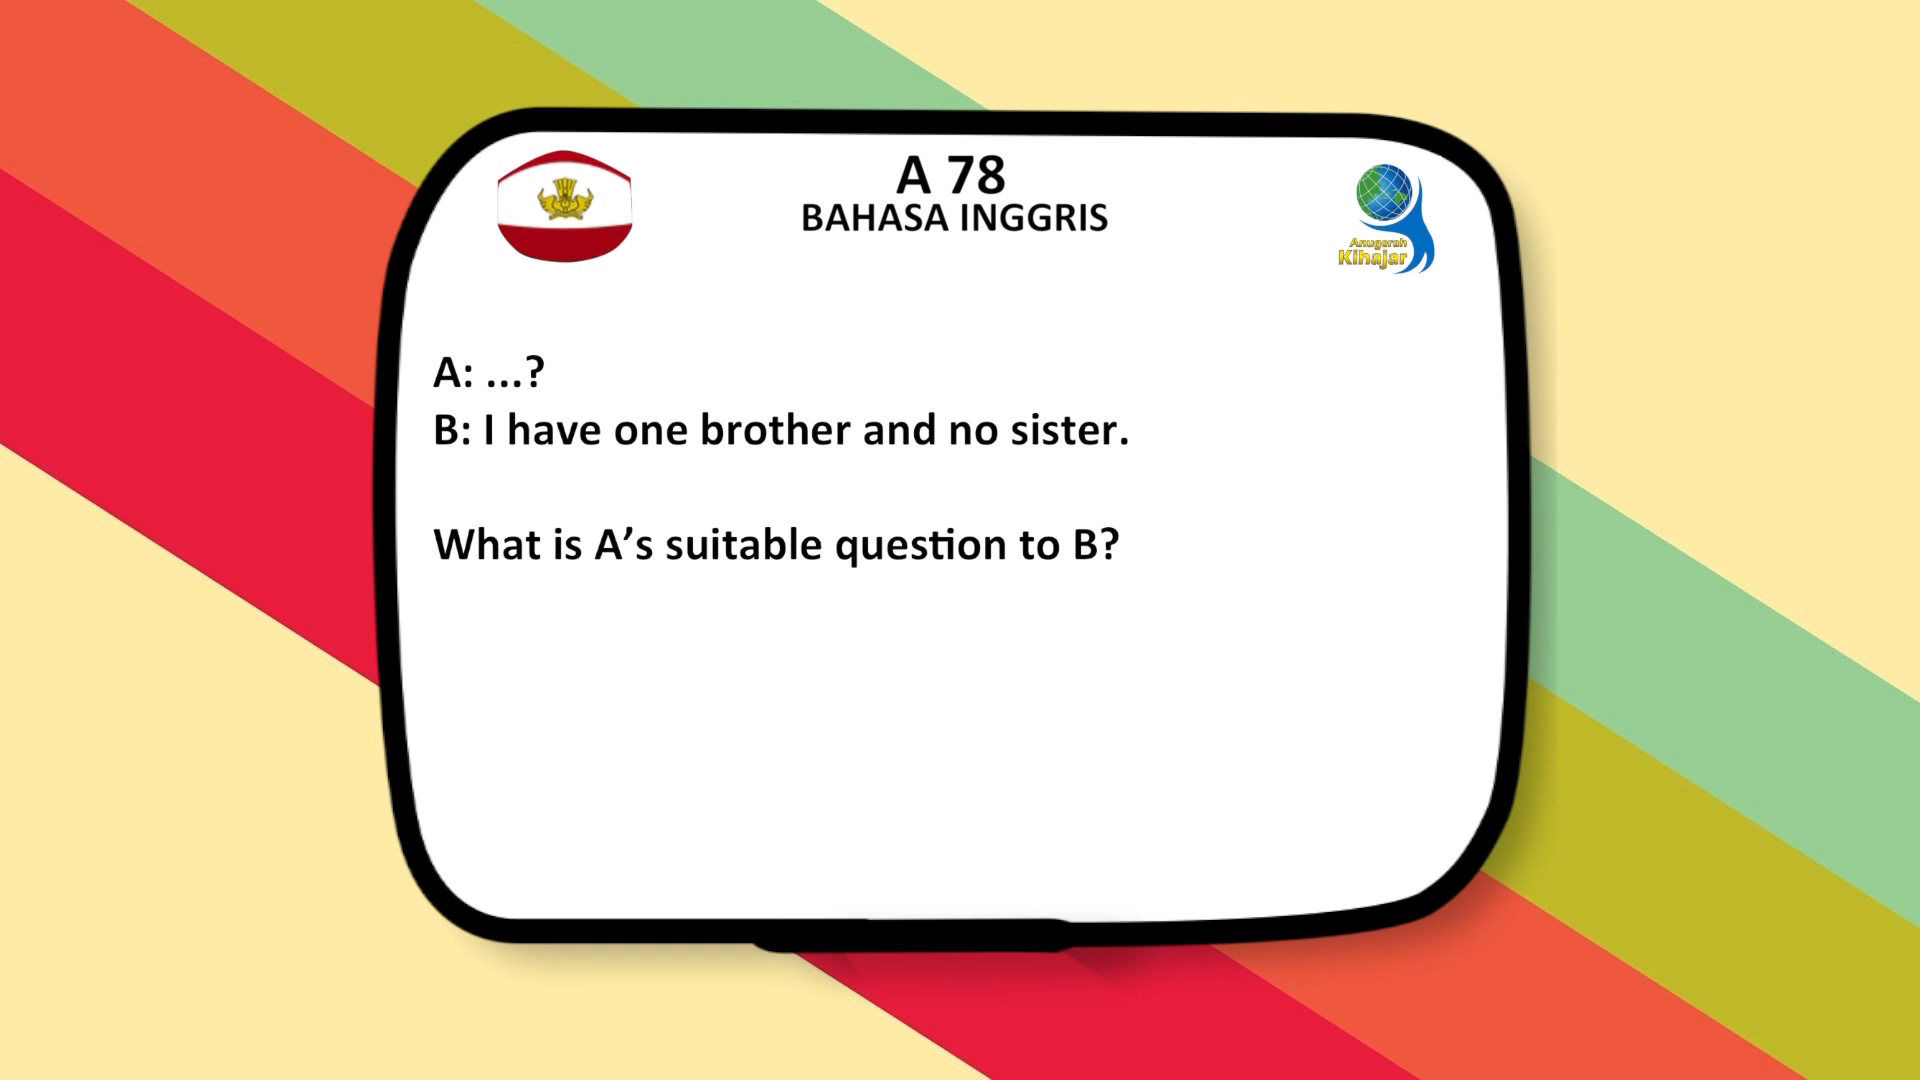 A 78
BAHASA INGGRIS
Anugerah
Kihajar
A: ...?
B: I have one brother and no sister.
What is A’s suitable question to B?